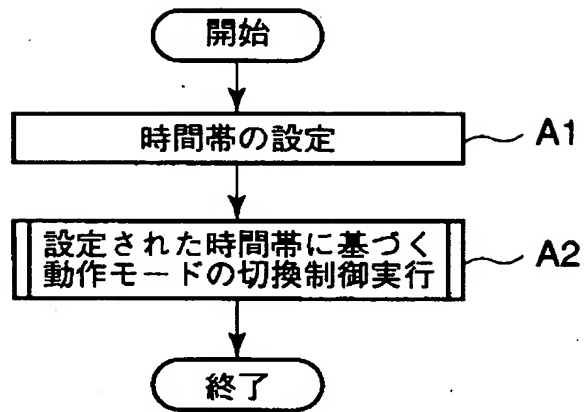 開始
時間帯の設定
A1
設定された時間帯に基づく
動作モードの切換制御実行
A2
終了